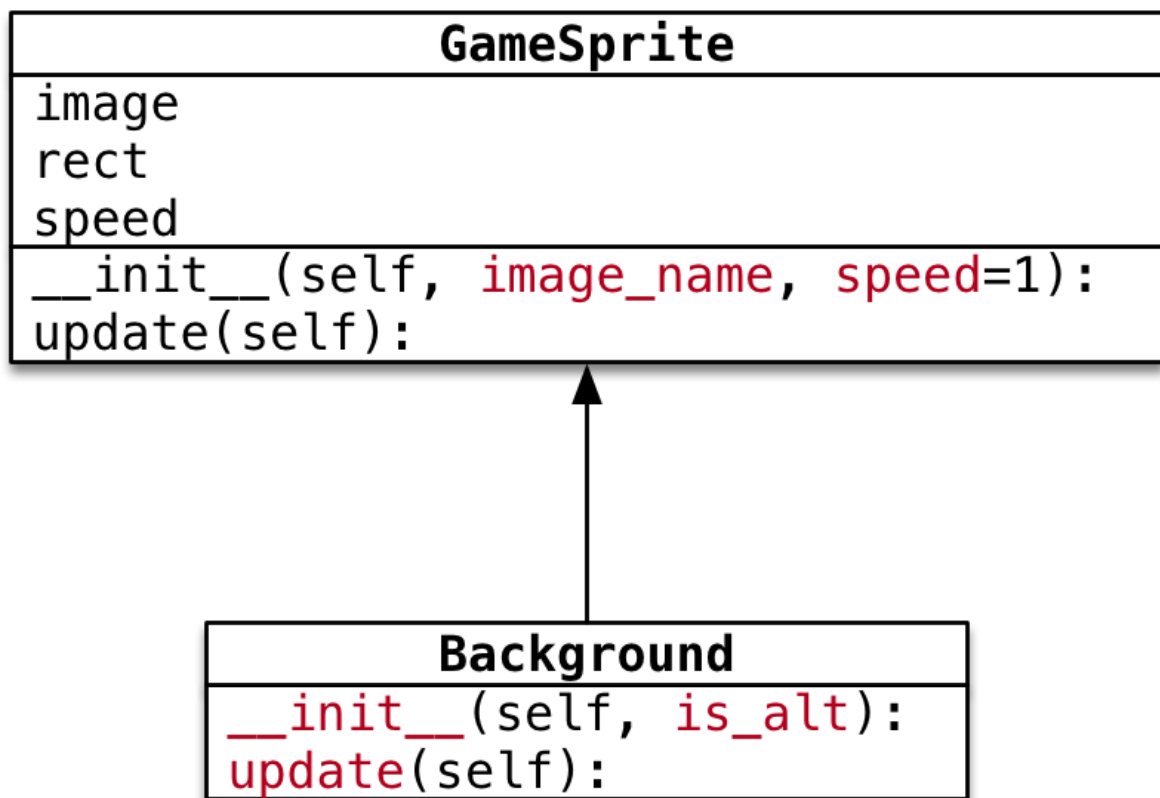 GameSprite
image
rect
speed
__init__(self, image_name, speed=1):
update(self):
Background
__init__(self, is_alt):
update(self):